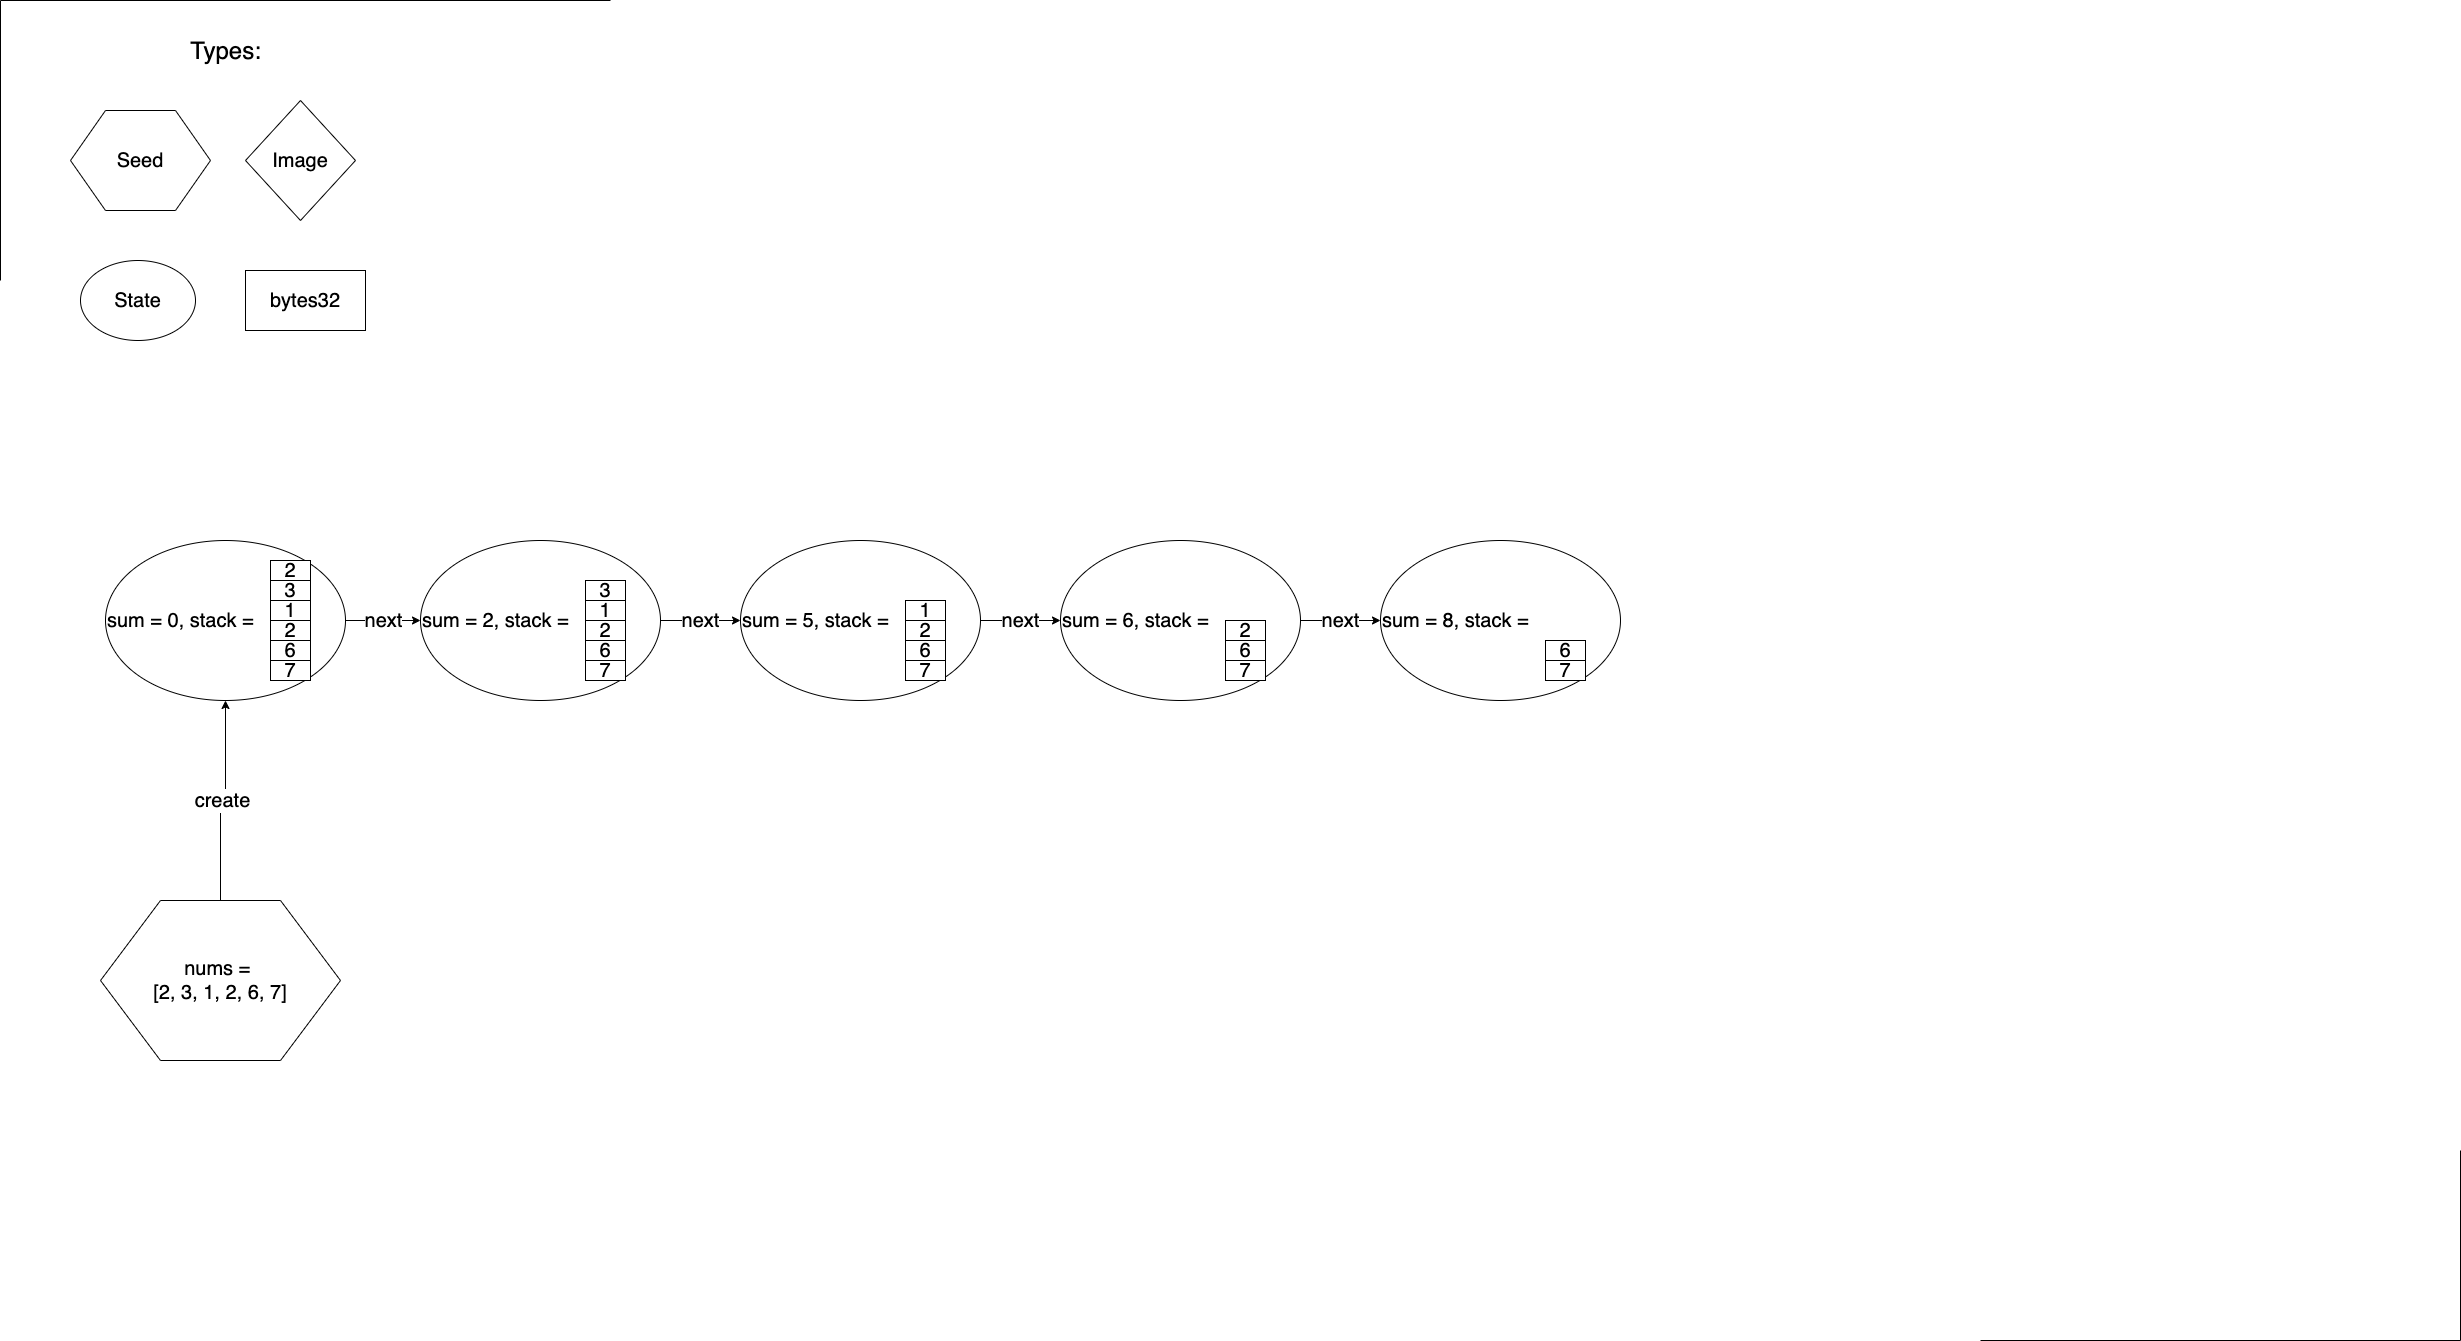 Types:
Seed
Image
State
bytes32
sum = 0, stack =
2
3
1
2
6
7
next
sum = 2, stack =
3
1
2
6
7
next
sum = 5, stack =
1
2
6
7
next
sum = 6, stack =
2
6
7
next
sum = 8, stack =
6
7
create
nums =
[2, 3, 1, 2, 6, 7]